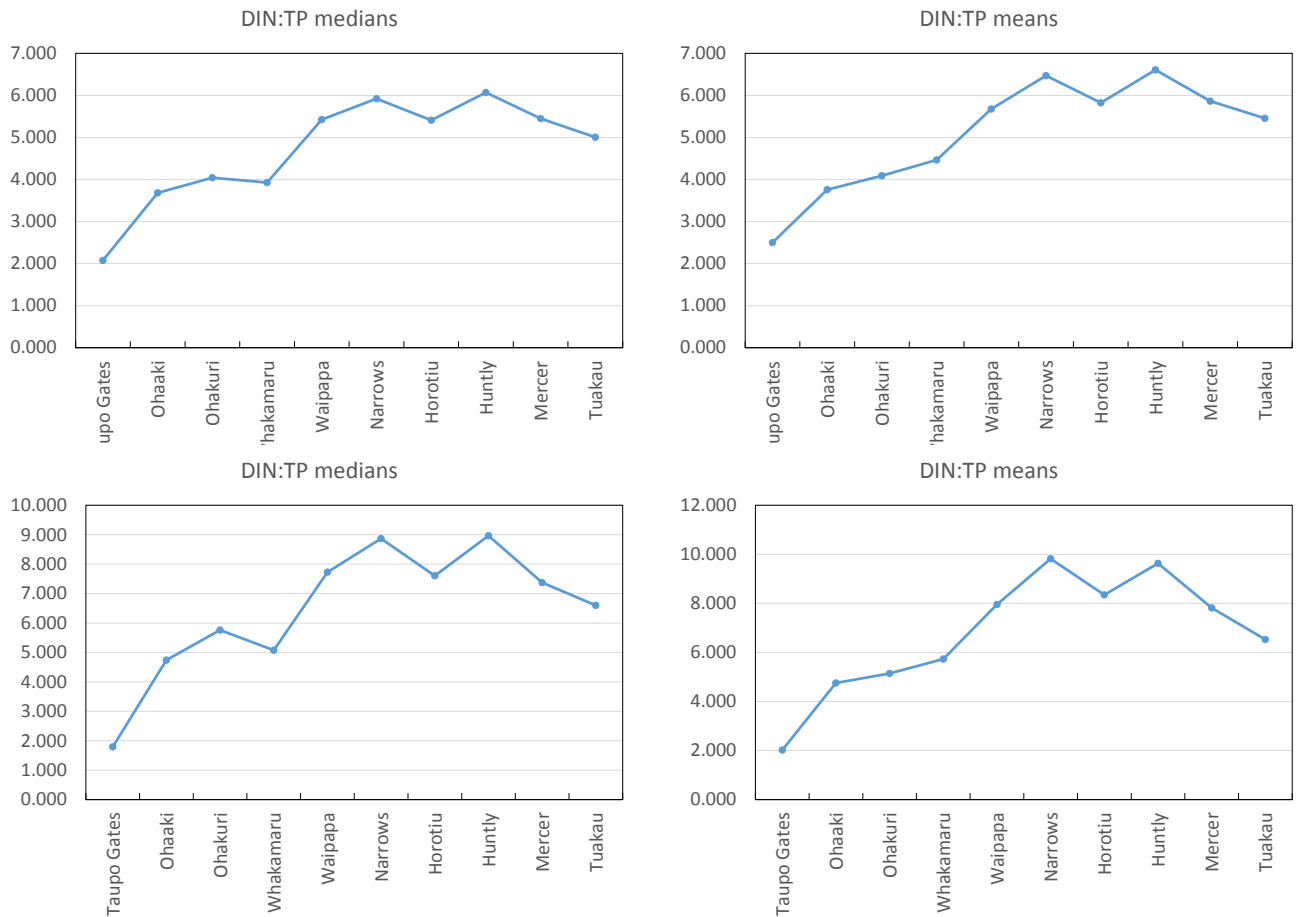 DIN:TP medians
7.000
6.000
5.000
4.000
3.000
2.000
1.000
0.000
upo Gates
Ohaaki
Ohakuri
'hakamaru
Waipapa
Narrows
Horotiu
Huntly
Mercer
Tuakau
DIN:TP means
7.000
6.000
5.000
4.000
3.000
2.000
1.000
0.000
upo Gates
Ohaaki
Ohakuri
'hakamaru
Waipapa
Narrows
Horotiu
Huntly
Mercer
Tuakau
DIN:TP medians
10.000
9.000
8.000
7.000
6.000
5.000
4.000
3.000
2.000
1.000
0.000
Taupo Gates
Ohaaki
Ohakuri
Whakamaru
Waipapa
Narrows
Horotiu
Huntly
Mercer
Tuakau
DIN:TP means
12.000
10.000
8.000
6.000
4.000
2.000
0.000
Taupo Gates
Ohaaki
Ohakuri
Whakamaru
Waipapa
Narrows
Horotiu
Huntly
Mercer
Tuakau